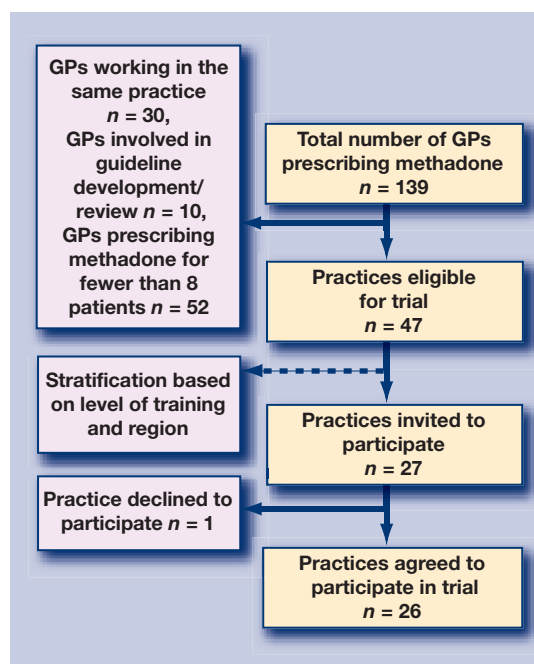 GPs working in the
same practice
n = 30,
GPs involved in
guideline
development/
review n = 10,
GPs prescribing
methadone for
fewer than 8
patients n = 52
Total number of GPs
prescribing methadone
n = 139
Practices eligible
for trial
n = 47
Stratification based
on level of training
and region
Practices invited to
participate
n = 27
Practice declined to
participate n = 1
Practices agreed to
participate in trial
n = 26